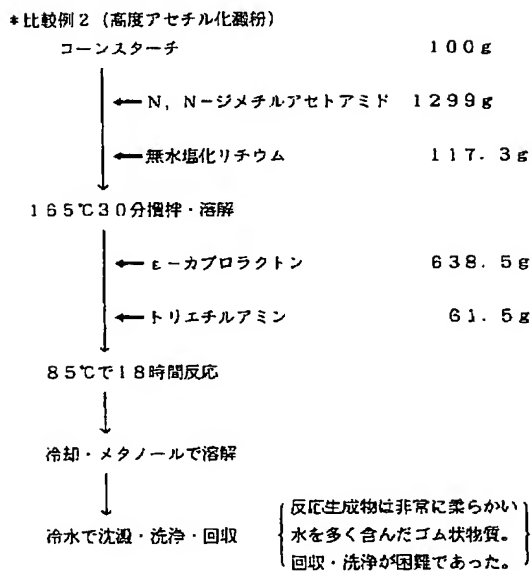 *比較例2（高度アセチル化澱粉）
コーンスターチ 100g
←N，N-ジメチルアセトアミド 1299g
←無水塩化リチウム 117.3g
165℃30分撹拌・溶解
←ε-カプロラクトン 638.5g
←トリエチルアミン 61.5g
85℃で18時間反応
冷却・メタノールで溶解
反応生成物は非常に柔らかい
水を多く含んだゴム状物質。
冷水で沈澱・洗浄・回収
回収・洗浄が困難であった。